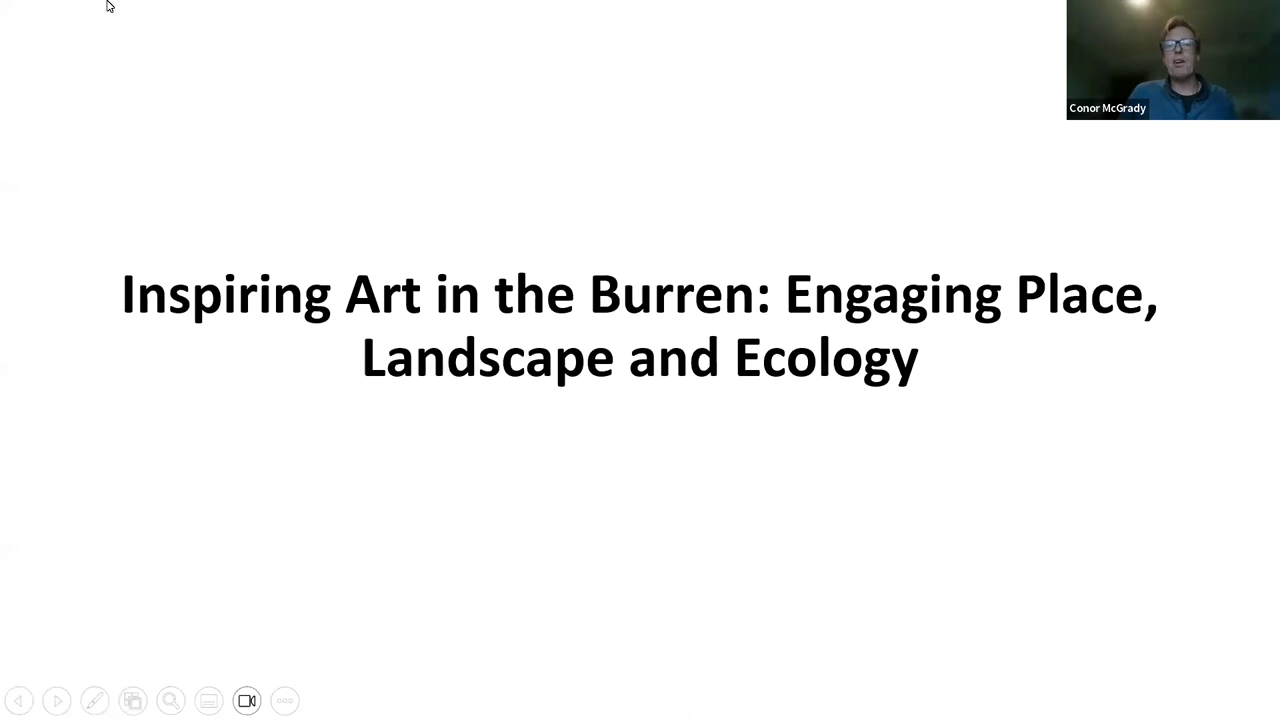 Conor McGrady
Inspiring Art in the Burren: Engaging Place,
Landscape and Ecology